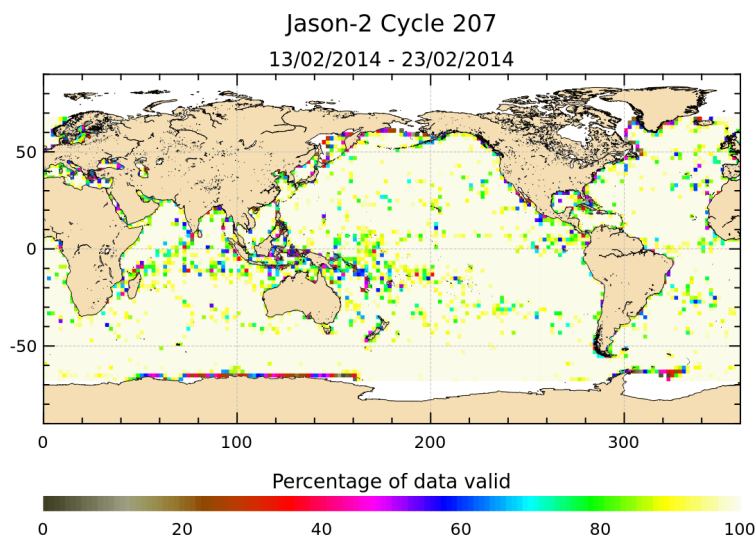 Jason-2 Cycle 207
13/02/2014 - 23/02/2014
50
0
-50
0 100 200 300
Percentage of data valid
0 20 40 60 80 100